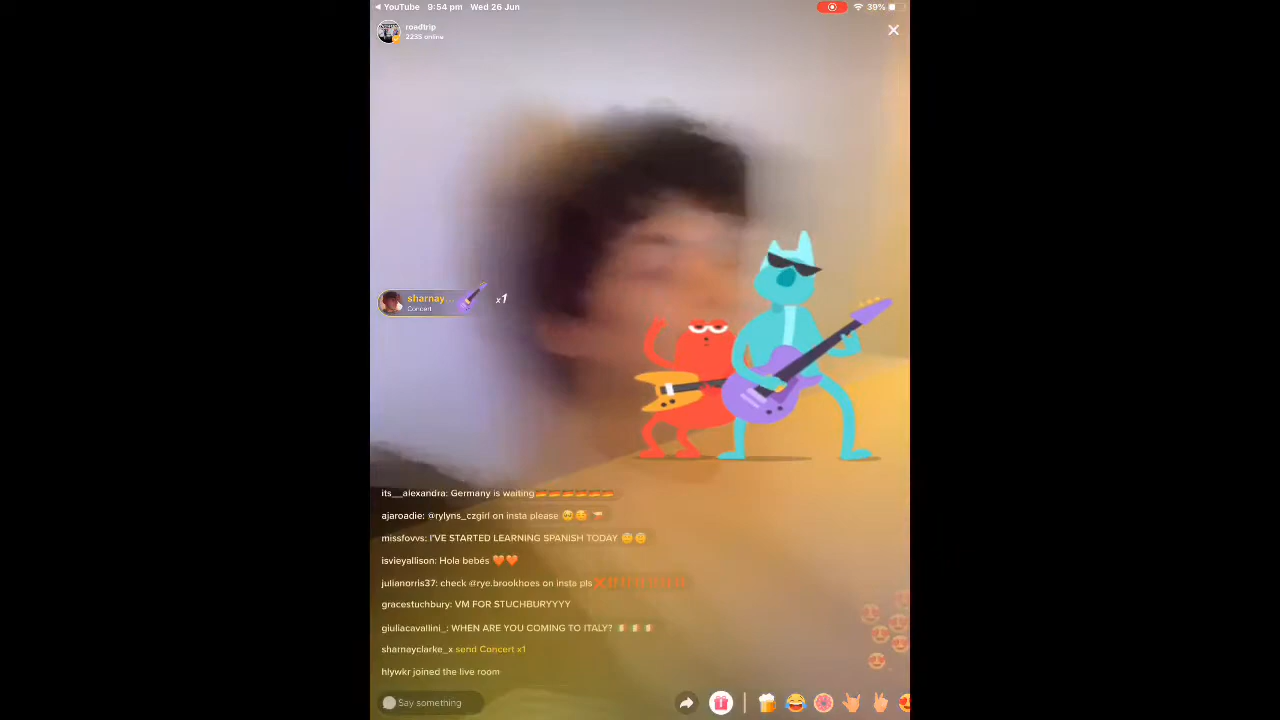 YouTube 9:54 pm Wed 26 Jun 39%
roadtrip
2235 online
sharnay...
Concert
x1
its__alexandra: Germany is waiting
ajaroadie: @rylyns_czgirl on insta please
missfovvs: I'VE STARTED LEARNING SPANISH TODAY
isvieyallison: Hola bebés
julianorris37: check @rye.brookhoes on insta pls
gracestuchbury: VM FOR STUCHBURYYYY
giuliacavallini_: WHEN ARE YOU COMING TO ITALY?
sharnayclarke_x send Concert x1
hlywkr joined the live room
Say something